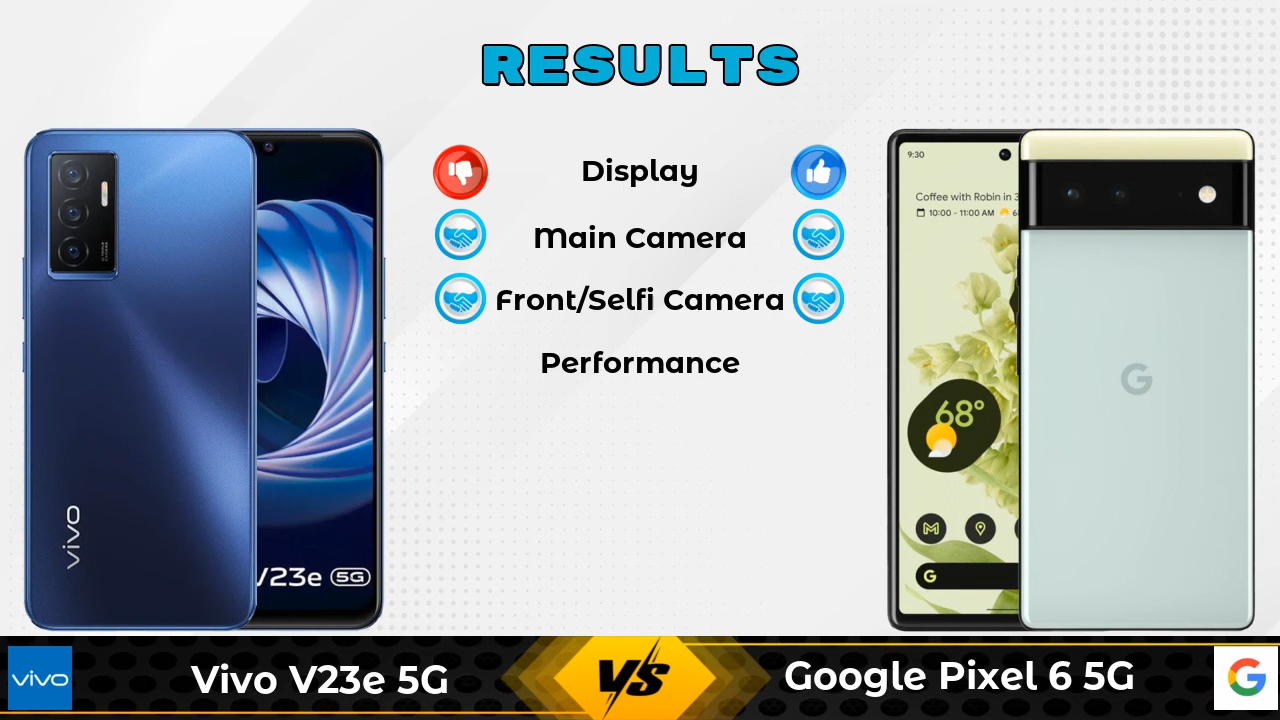 RESULTS
Display
Main Camera
Front/Selfi Camera
Performance
vivo
V23e 5G
9:30
Coffee with Robin in 3
10:00 - 11:00 AM
68°
G
G
vivo
Vivo V23e 5G
VS
Google Pixel 6 5G
G